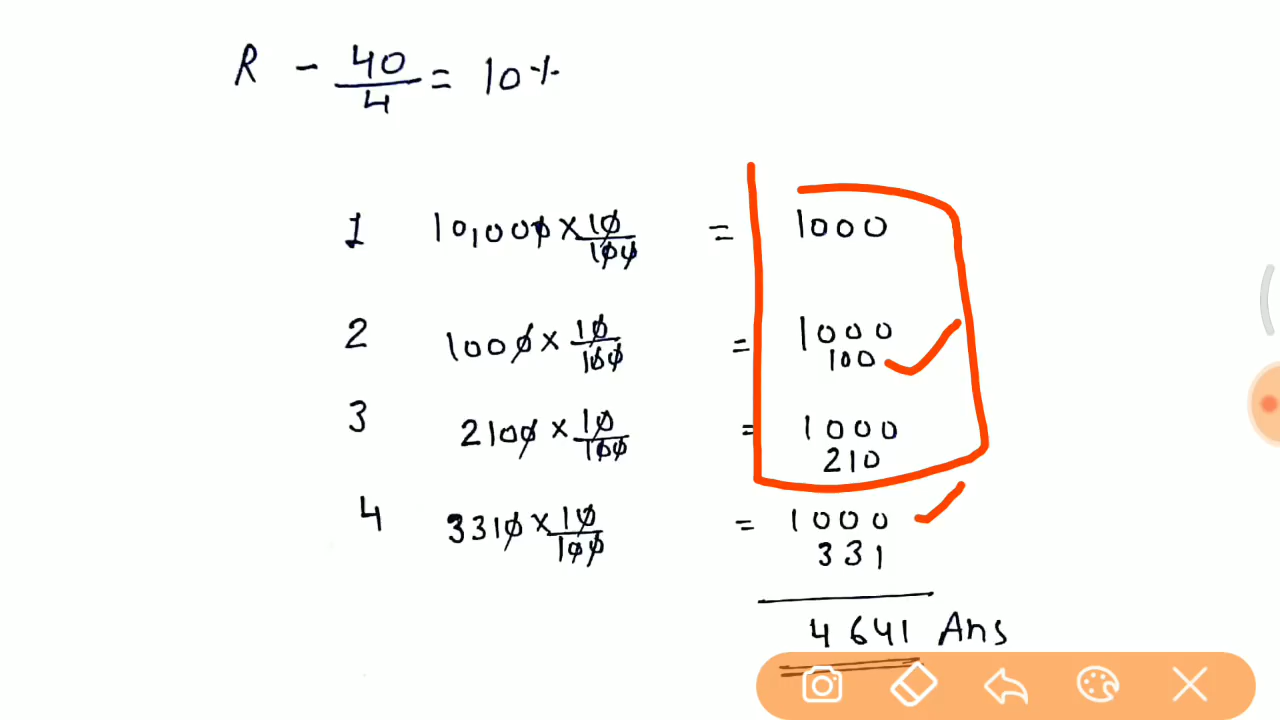 R - 40/4 = 10%
1 10,000 × 10/100 = 1000
2 1000 × 10/100 = 1000
100
3 2100 × 10/100 = 1000
210
4 3310 × 10/100 = 1000
331
4641 Ans